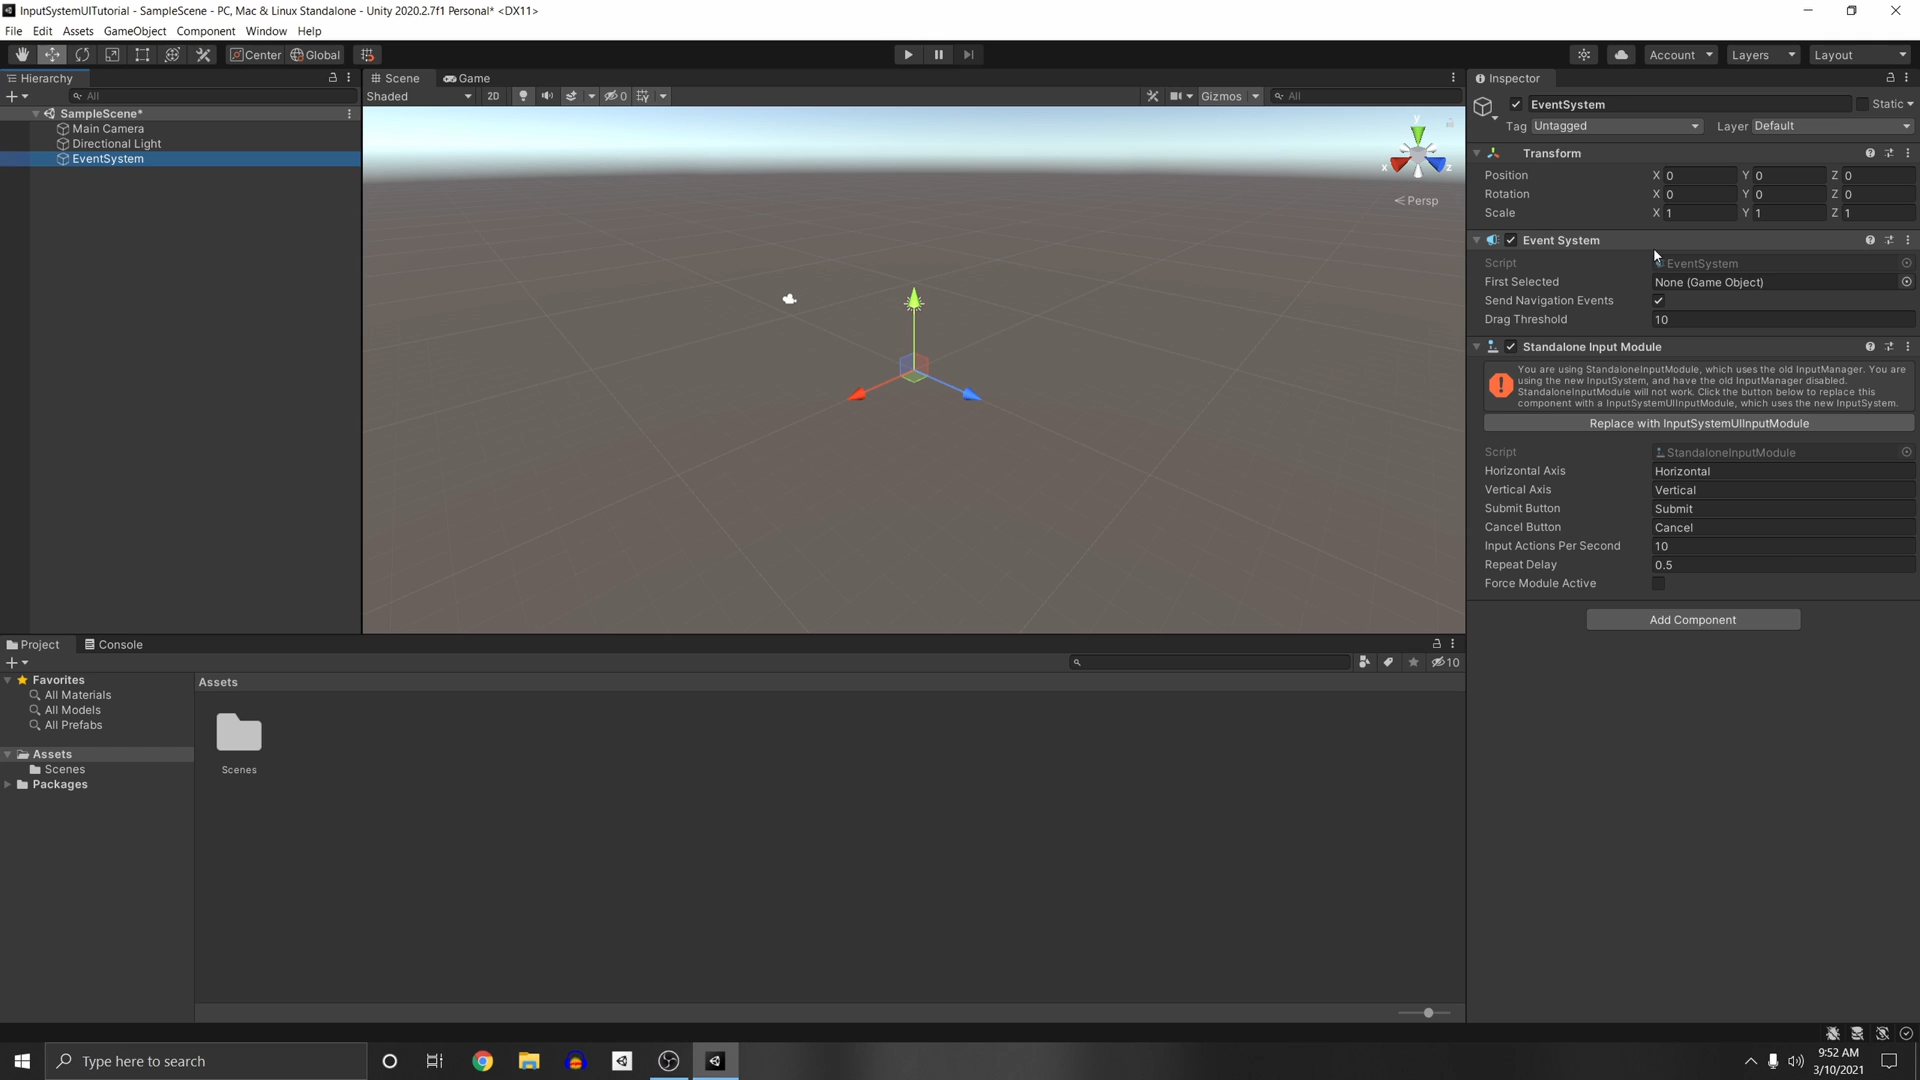 InputSystemUITutorial - SampleScene - PC, Mac & Linux Standalone - Unity 2020.2.7f1 Personal* <DX11>
File Edit Assets GameObject Component Window Help
Center Global
Account Layers Layout
Hierarchy
All
SampleScene*
Main Camera
Directional Light
EventSystem
Scene Game
Shaded 2D 0 Gizmos All
y
x z
Persp
Inspector
EventSystem Static
Tag Untagged Layer Default
Transform
Position X 0 Y 0 Z 0
Rotation X 0 Y 0 Z 0
Scale X 1 Y 1 Z 1
Event System
Script EventSystem
First Selected None (Game Object)
Send Navigation Events
Drag Threshold 10
Standalone Input Module
You are using StandaloneInputModule, which uses the old InputManager. You are
using the new InputSystem, and have the old InputManager disabled.
StandaloneInputModule will not work. Click the button below to replace this
component with a InputSystemUIInputModule, which uses the new InputSystem.
Replace with InputSystemUIInputModule
Script StandaloneInputModule
Horizontal Axis Horizontal
Vertical Axis Vertical
Submit Button Submit
Cancel Button Cancel
Input Actions Per Second 10
Repeat Delay 0.5
Force Module Active
Add Component
Project Console
10
Favorites
All Materials
All Models
All Prefabs
Assets
Scenes
Packages
Assets
Scenes
Type here to search
9:52 AM
3/10/2021